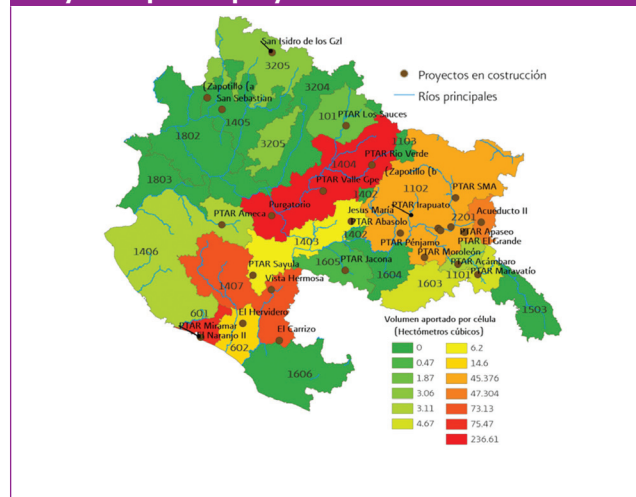 San Isidro de los Gzl
3205
(Zapotillo (a
San Sebastian
3204
Proyectos en costrucción
Ríos principales
1405
101
PTAR Los Sauces
1802
3205
1103
1404
PTAR Rio Verde
(Zapotillo (b
1803
PTAR Valle Gpe
1402
1102
PTAR SMA
Purgatorio
Jesus Maria
PTAR Irapuato
2201
Acueducto II
PTAR Ameca
PTAR Abasolo
PTAR Apaseo
1403
1402
PTAR Pénjamo
PTAR El Grande
1406
PTAR Moroleón
PTAR Sayula
1605
PTAR Jacona
PTAR Acámbaro
1604
1101
PTAR Maravatío
1407
Vista Hermosa
1603
601
El Hervidero
1503
PTAR Miramar
El Naranjo II
El Carrizo
602
1606
Volumen aportado por célula
(Hectómetros cúbicos)
0
0.47
1.87
3.06
3.11
4.67
6.2
14.6
45.376
47.304
73.13
75.47
236.61